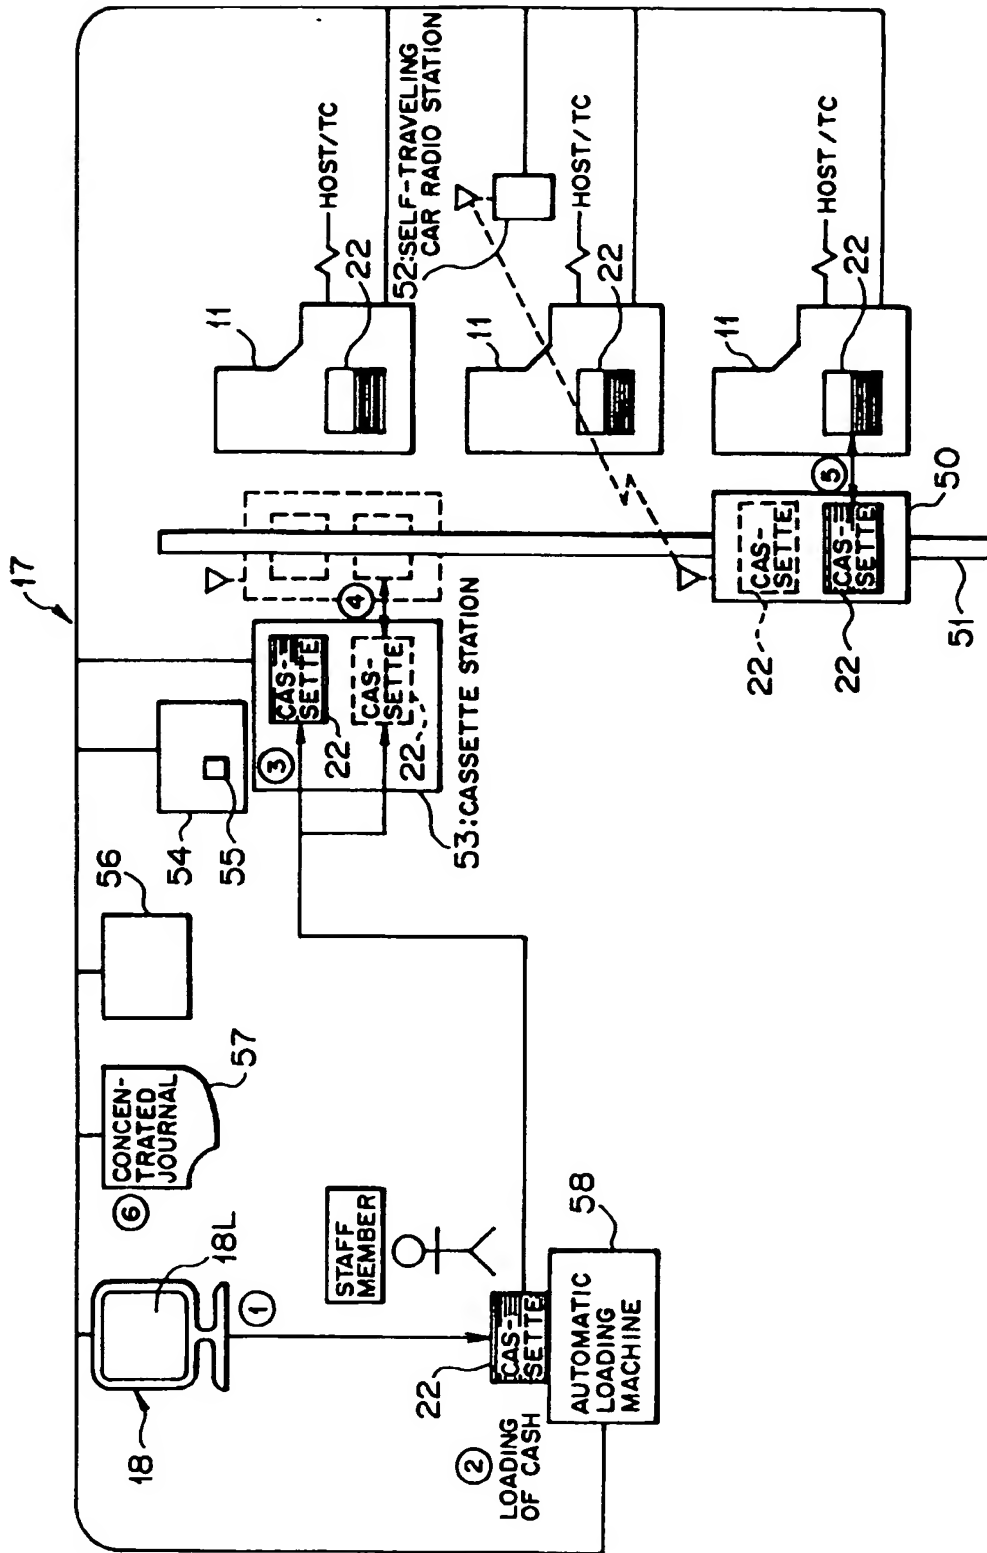 17
18
18L
①
⑥
CONCEN-
TRATED
JOURNAL
57
56
54
55
③
CAS-
SETTE
22
CAS-
SETTE
22
④
53:CASSETTE STATION
STAFF
MEMBER
②
LOADING
OF CASH
22
CAS-
SETTE
AUTOMATIC
LOADING
MACHINE
58
11
22
HOST/TC
52:SELF-TRAVELING
CAR RADIO STATION
11
22
HOST/TC
11
22
HOST/TC
⑤
CAS-
SETTE
22
CAS-
SETTE
22
50
51